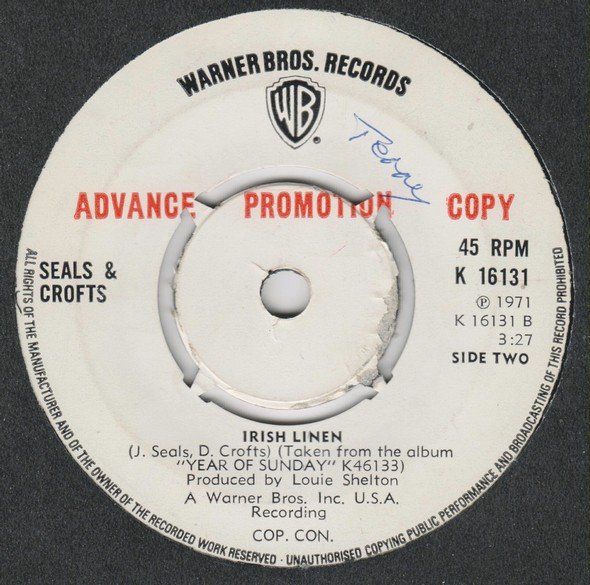 WARNER BROS. RECORDS
WB
®
ADVANCE PROMOTION COPY
SEALS &
CROFTS
45 RPM
K 16131
Ⓟ 1971
K 16131 B
3:27
SIDE TWO
IRISH LINEN
(J. Seals, D. Crofts) (Taken from the album
"YEAR OF SUNDAY" K46133)
Produced by Louie Shelton
A Warner Bros. Inc. U.S.A.
Recording
COP. CON.
ALL RIGHTS OF THE MANUFACTURER AND OF THE OWNER OF THE RECORDED WORK RESERVED · UNAUTHORISED COPYING PUBLIC PERFORMANCE AND BROADCASTING OF THIS RECORD PROHIBITED